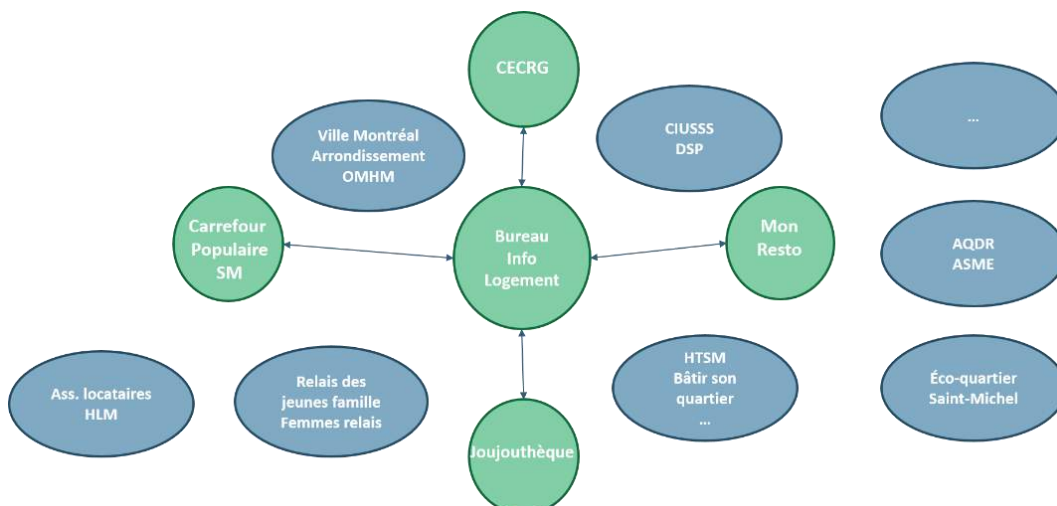 CECRG
Ville Montréal
Arrondissement
OMHM
CIUSSS
DSP
...
Carrefour
Populaire
SM
Bureau
Info
Logement
Mon
Resto
AQDR
ASME
Ass. locataires
HLM
Relais des
jeunes famille
Femmes relais
Joujouthèque
HTSM
Bâtir son
quartier
...
Éco-quartier
Saint-Michel